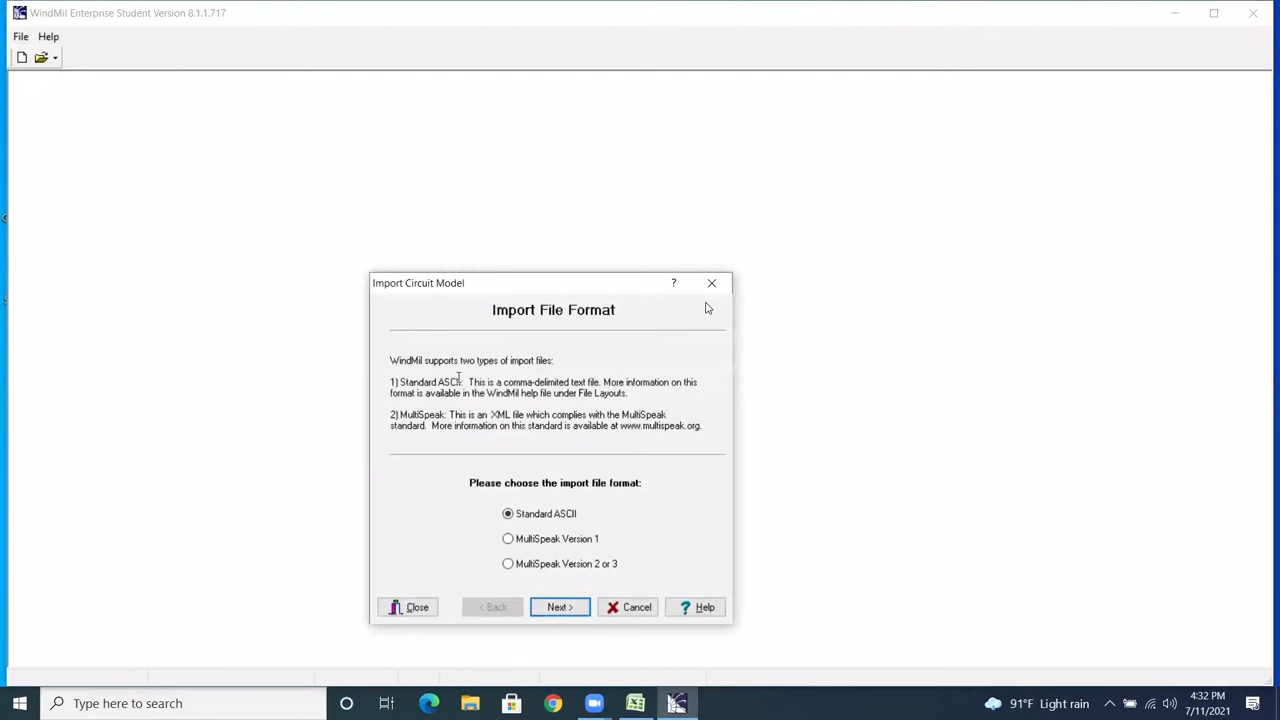 WindMil Enterprise Student Version 8.1.1.717
File Help
Import Circuit Model ?
Import File Format
WindMil supports two types of import files:
1) Standard ASCII: This is a comma-delimited text file. More information on this
format is available in the WindMil help file under File Layouts.
2) MultiSpeak: This is an XML file which complies with the MultiSpeak
standard. More information on this standard is available at www.multispeak.org.
Please choose the import file format:
Standard ASCII
MultiSpeak Version 1
MultiSpeak Version 2 or 3
Close < Back Next > Cancel ? Help
Type here to search
91°F Light rain
4:32 PM
7/11/2021